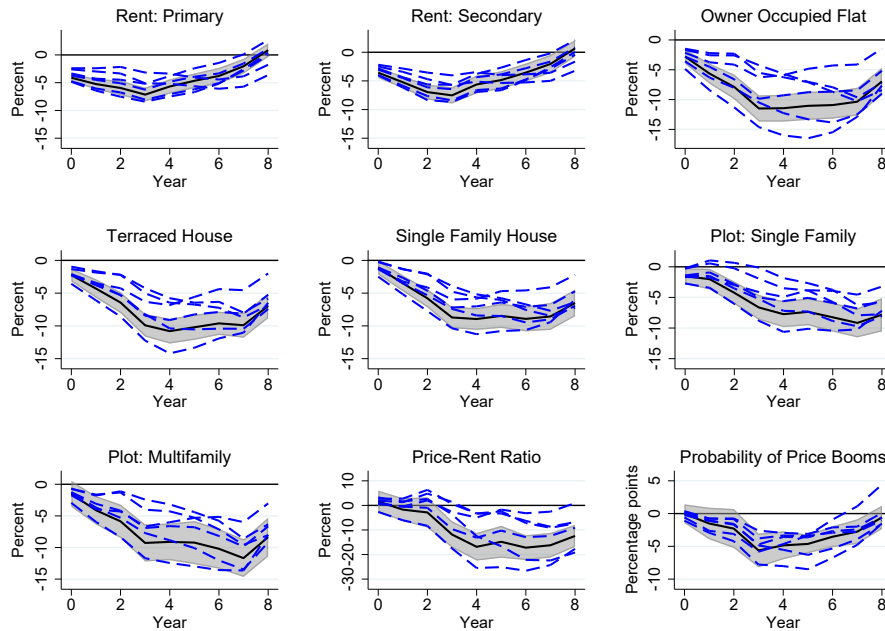 Rent: Primary
Percent
0
-5
-10
-15
0 2 4 6 8
Year
Rent: Secondary
Percent
0
-5
-10
-15
0 2 4 6 8
Year
Owner Occupied Flat
Percent
0
-5
-10
-15
0 2 4 6 8
Year
Terraced House
Percent
0
-5
-10
-15
0 2 4 6 8
Year
Single Family House
Percent
0
-5
-10
-15
0 2 4 6 8
Year
Plot: Single Family
Percent
0
-5
-10
-15
0 2 4 6 8
Year
Plot: Multifamily
Percent
0
-5
-10
-15
0 2 4 6 8
Year
Price-Rent Ratio
Percent
10
0
-10
-20
-30
0 2 4 6 8
Year
Probability of Price Booms
Percentage points
5
0
-5
-10
0 2 4 6 8
Year